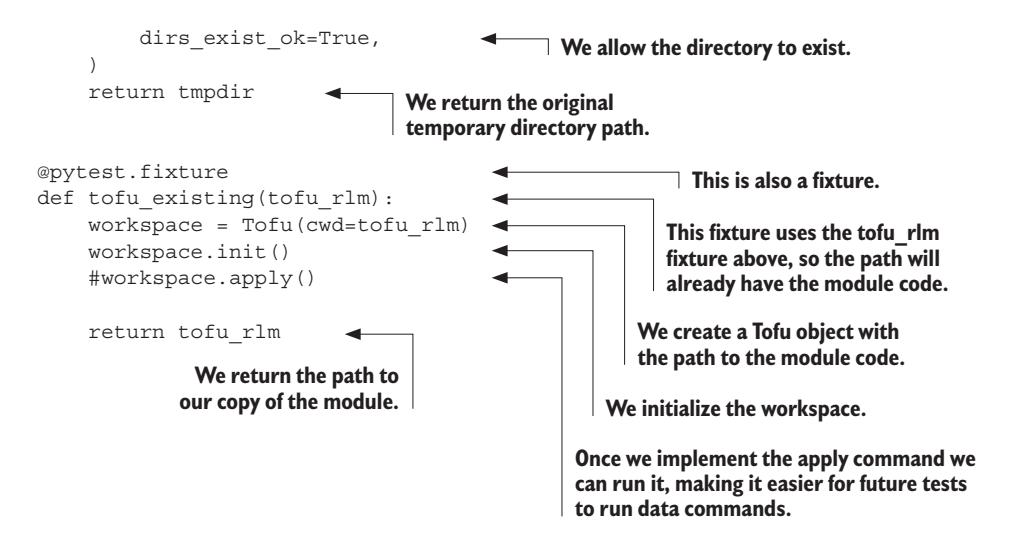 dirs_exist_ok=True,
We allow the directory to exist.
)
return tmpdir
We return the original
temporary directory path.
@pytest.fixture
This is also a fixture.
def tofu_existing(tofu_rlm):
workspace = Tofu(cwd=tofu_rlm)
workspace.init()
#workspace.apply()
This fixture uses the tofu_rlm
fixture above, so the path will
already have the module code.
return tofu_rlm
We create a Tofu object with
the path to the module code.
We return the path to
our copy of the module.
We initialize the workspace.
Once we implement the apply command we
can run it, making it easier for future tests
to run data commands.